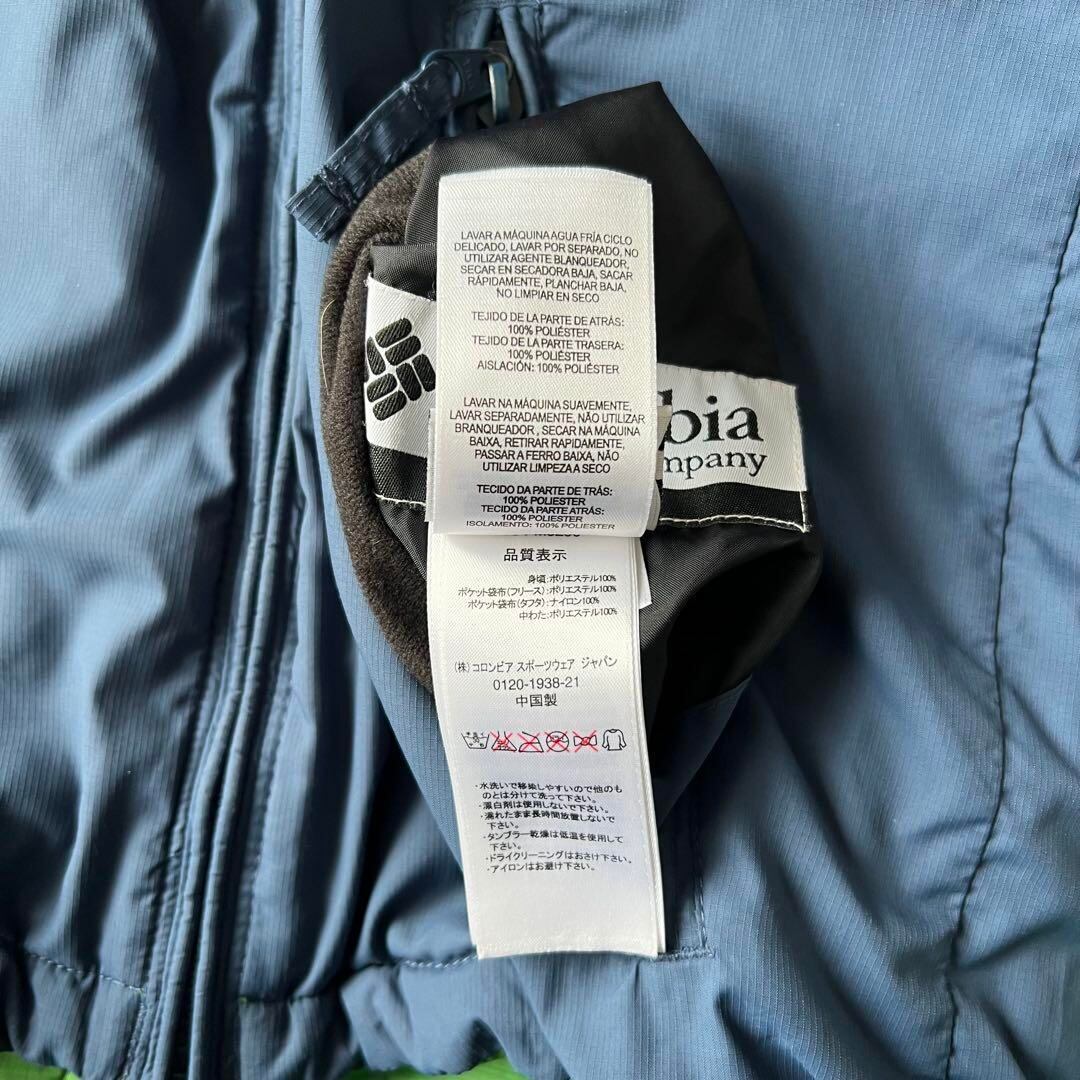 LAVAR A MÁQUINA AGUA FRÍA CICLO
DELICADO, LAVAR POR SEPARADO, NO
UTILIZAR AGENTE BLANQUEADOR,
SECAR EN SECADORA BAJA, SACAR
RÁPIDAMENTE, PLANCHAR BAJA,
NO LIMPIAR EN SECO
TEJIDO DE LA PARTE DE ATRÁS:
100% POLIÉSTER
TEJIDO DE LA PARTE TRASERA:
100% POLIÉSTER
AISLACIÓN: 100% POLIÉSTER
LAVAR NA MÁQUINA SUAVEMENTE,
LAVAR SEPARADAMENTE, NÃO UTILIZAR
BRANQUEADOR , SECAR NA MÁQUINA
BAIXA, RETIRAR RAPIDAMENTE,
PASSAR A FERRO BAIXA, NÃO
UTILIZAR LIMPEZA A SECO
TECIDO DA PARTE DE TRÁS:
100% POLIESTER
TECIDO DA PARTE ATRÁS:
100% POLIESTER
ISOLAMENTO: 100% POLIESTER
bia
mpany
品質表示
身頃:ポリエステル100%
ポケット袋布(フリース):ポリエステル100%
ポケット袋布(タフタ):ナイロン100%
中わた:ポリエステル100%
(株)コロンビア スポーツウェア ジャパン
0120-1938-21
中国製
・水洗いで移染しやすいので他のも
のとは分けて洗って下さい。
・漂白剤は使用しないで下さい。
・濡れたまま長時間放置しないで
下さい。
・タンブラー乾燥は低温を使用して
下さい。
・ドライクリーニングはおさけ下さい。
・アイロンはお避け下さい。